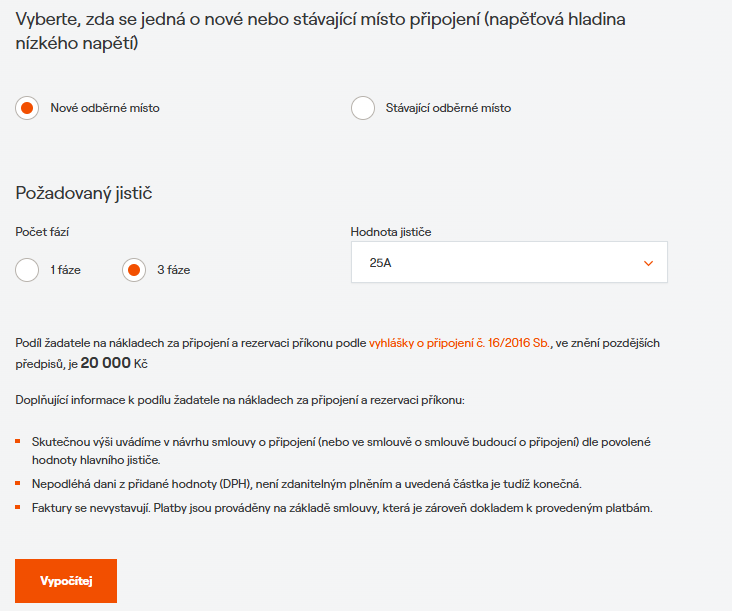 Vyberte, zda se jedná o nové nebo stávající místo připojení (napěťová hladina
nízkého napětí)
Nové odběrné místo
Stávající odběrné místo
Požadovaný jistič
Počet fází
Hodnota jističe
1 fáze
3 fáze
25A
Podíl žadatele na nákladech za připojení a rezervaci příkonu podle vyhlášky o připojení č. 16/2016 Sb., ve znění pozdějších
předpisů, je 20 000 Kč
Doplňující informace k podílu žadatele na nákladech za připojení a rezervaci příkonu:
Skutečnou výši uvádíme v návrhu smlouvy o připojení (nebo ve smlouvě o smlouvě budoucí o připojení) dle povolené
hodnoty hlavního jističe.
Nepodléhá dani z přidané hodnoty (DPH), není zdanitelným plněním a uvedená částka je tudíž konečná.
Faktury se nevystavují. Platby jsou prováděny na základě smlouvy, která je zároveň dokladem k provedeným platbám.
Vypočítej